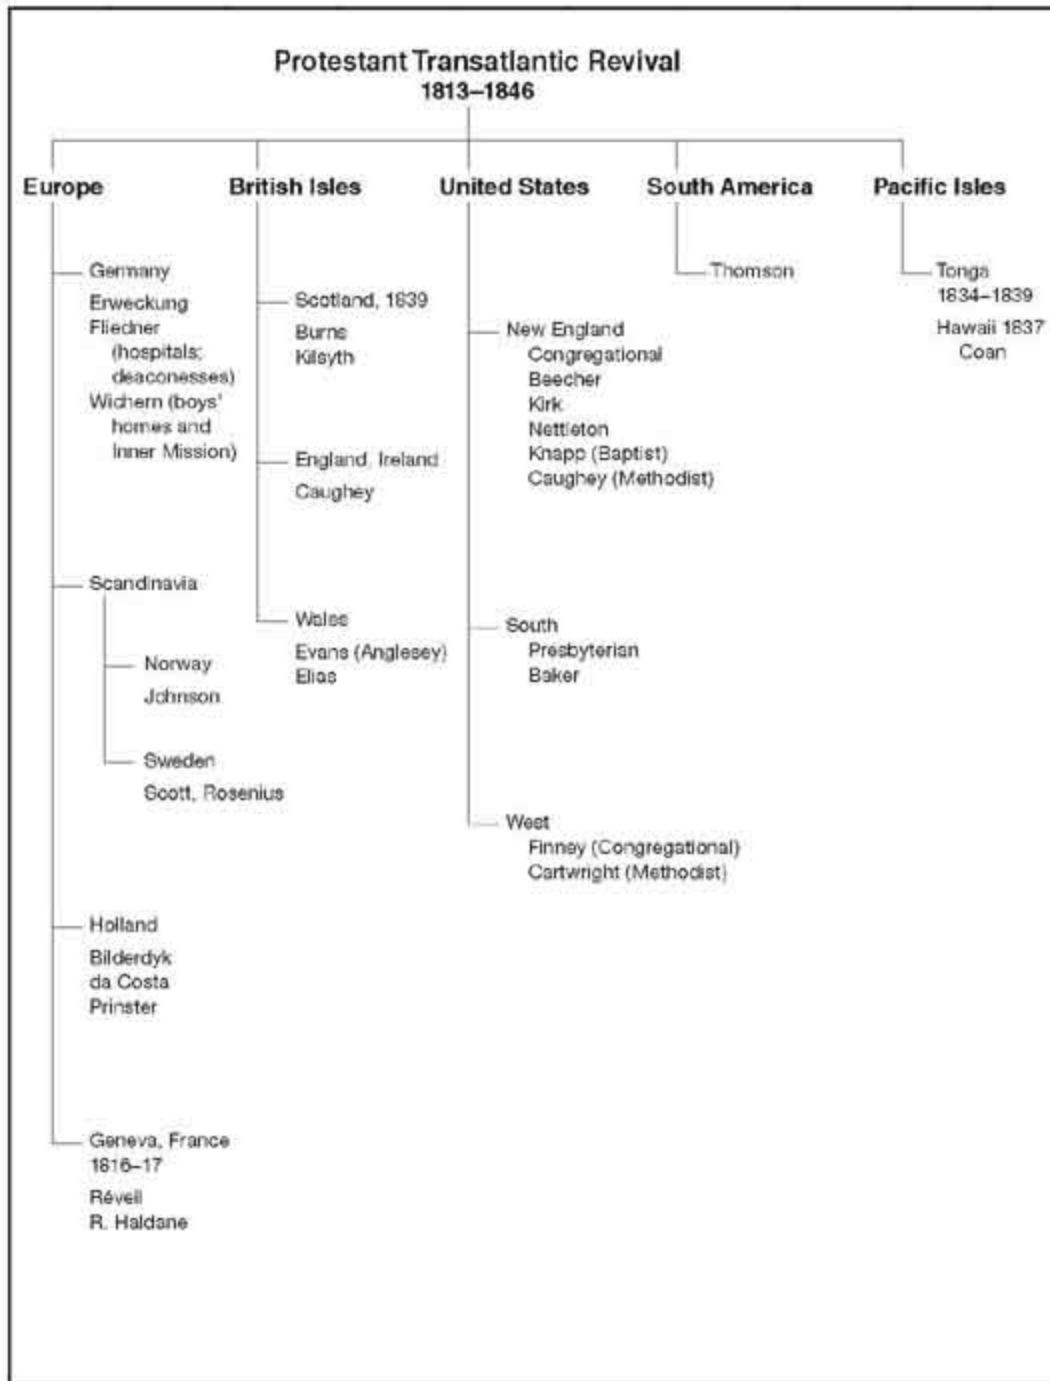 Protestant Transatlantic Revival
1813–1846
Europe
British Isles
United States
South America
Pacific Isles
Germany
Erweckung
Fliedner
(hospitals;
deaconesses)
Wichern (boys'
homes and
Inner Mission)
Scandinavia
Norway
Johnson
Sweden
Scott, Rosenius
Holland
Bilderdyk
da Costa
Prinster
Geneva, France
1816–17
Réveil
R. Haldane
Scotland, 1839
Burns
Kilsyth
England, Ireland
Caughey
Wales
Evans (Anglesey)
Elias
New England
Congregational
Beecher
Kirk
Nettleton
Knapp (Baptist)
Caughey (Methodist)
South
Presbyterian
Baker
West
Finney (Congregational)
Cartwright (Methodist)
Thomson
Tonga
1834–1839
Hawaii 1837
Coan